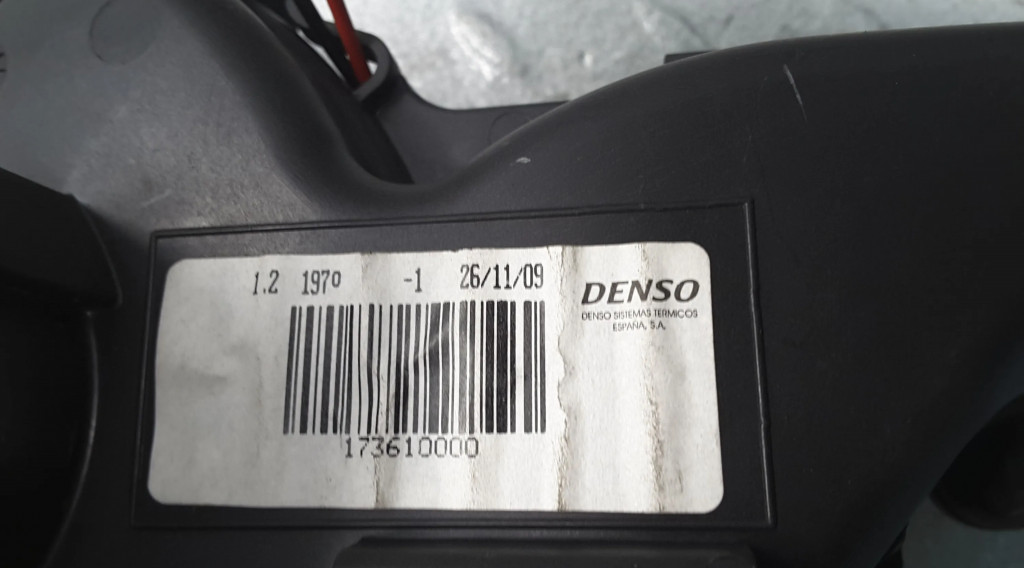 1.2 197º -1 26/11/09
DENSO
DENSO SISTEMAS TERMICOS
ESPAÑA, S.A.
173610000